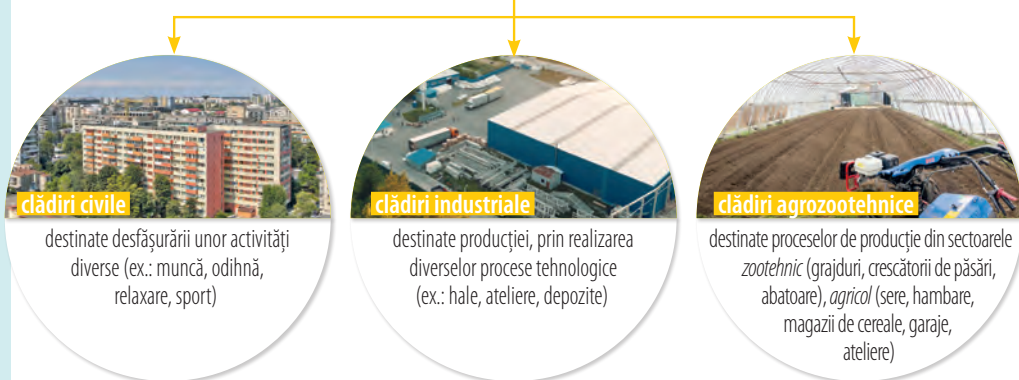 clădiri civile
destinate desfășurării unor activități
diverse (ex.: muncă, odihnă,
relaxare, sport)
clădiri industriale
destinate producției, prin realizarea
diverselor procese tehnologice
(ex.: hale, ateliere, depozite)
clădiri agrozootehnice
destinate proceselor de producție din sectoarele
zootehnic (grajduri, crescătorii de păsări,
abatoare), agricol (sere, hambare,
magazii de cereale, garaje,
ateliere)